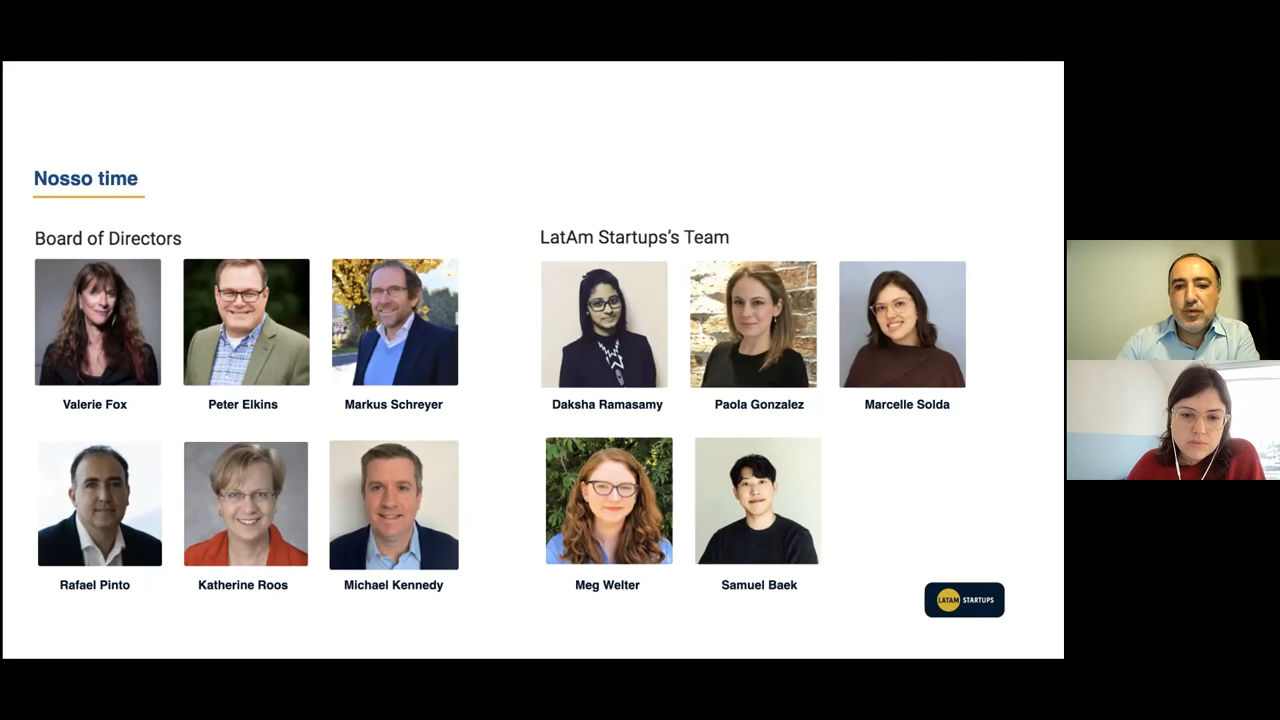 Nosso time
Board of Directors
Valerie Fox
Peter Elkins
Markus Schreyer
Rafael Pinto
Katherine Roos
Michael Kennedy
LatAm Startups's Team
Daksha Ramasamy
Paola Gonzalez
Marcelle Solda
Meg Welter
Samuel Baek
LATAM STARTUPS